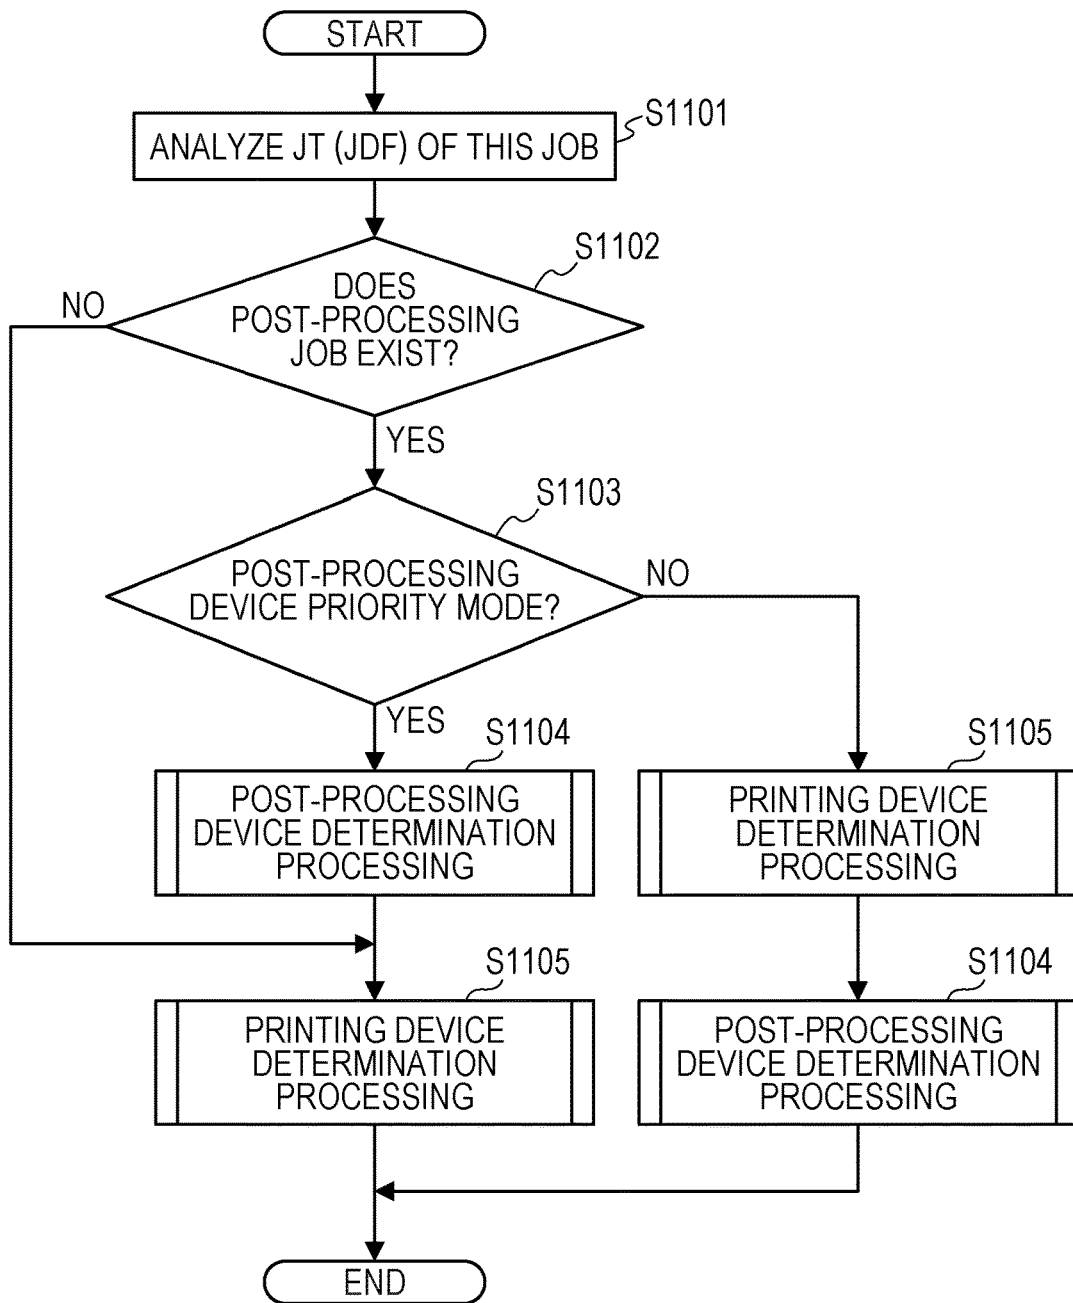 START
S1101
ANALYZE JT (JDF) OF THIS JOB
S1102
DOES
POST-PROCESSING
JOB EXIST?
NO
YES
S1103
POST-PROCESSING
DEVICE PRIORITY MODE?
NO
YES
S1104
POST-PROCESSING
DEVICE DETERMINATION
PROCESSING
S1105
PRINTING DEVICE
DETERMINATION
PROCESSING
S1105
PRINTING DEVICE
DETERMINATION
PROCESSING
S1104
POST-PROCESSING
DEVICE DETERMINATION
PROCESSING
END